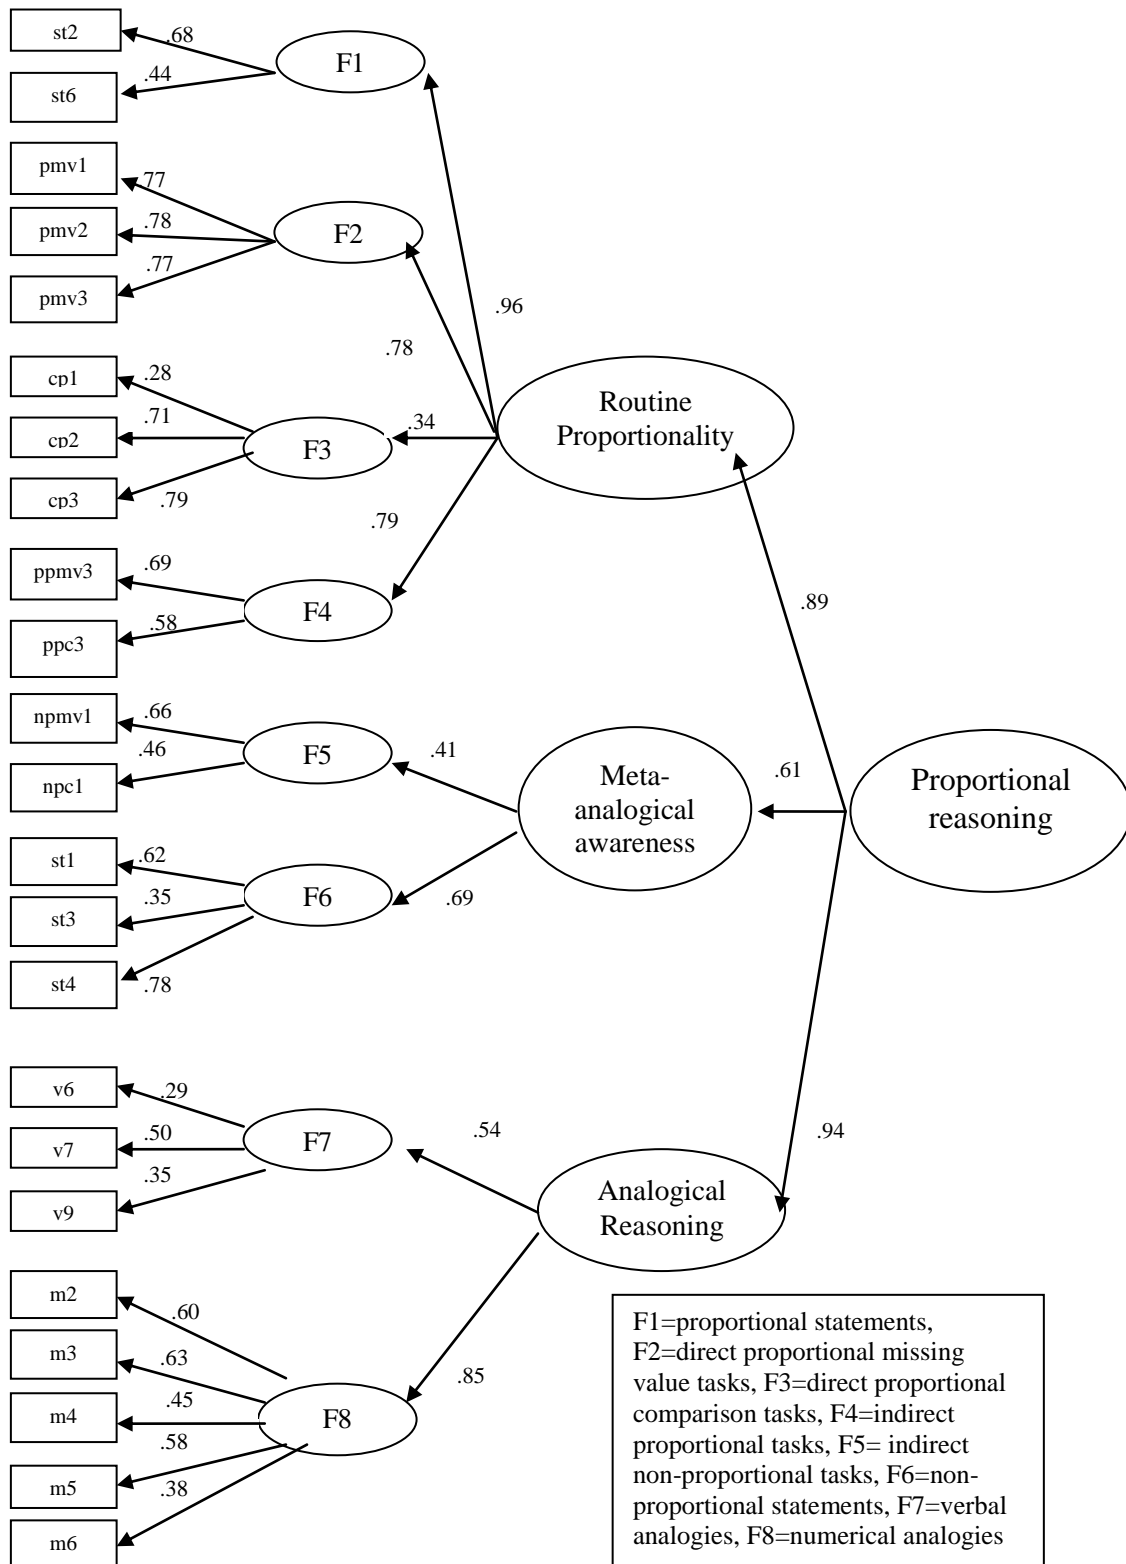 st2
.68
F1
.44
st6
pmv1
.77
pmv2
.78
F2
.77
pmv3
.96
.78
cp1
.28
Routine
Proportionality
.71
cp2
F3
.34
cp3
.79
.79
ppmv3
.69
F4
.58
ppc3
.89
npmv1
.66
F5
.46
.41
npc1
Meta-
analogical
awareness
.61
Proportional
reasoning
st1
.62
.35
F6
st3
.69
st4
.78
v6
.29
v7
.50
F7
.54
.94
.35
v9
Analogical
Reasoning
m2
.60
m3
.63
.85
m4
.45
F8
.58
m5
.38
m6
F1=proportional statements,
F2=direct proportional missing
value tasks, F3=direct proportional
comparison tasks, F4=indirect
proportional tasks, F5= indirect
non-proportional tasks, F6=non-
proportional statements, F7=verbal
analogies, F8=numerical analogies